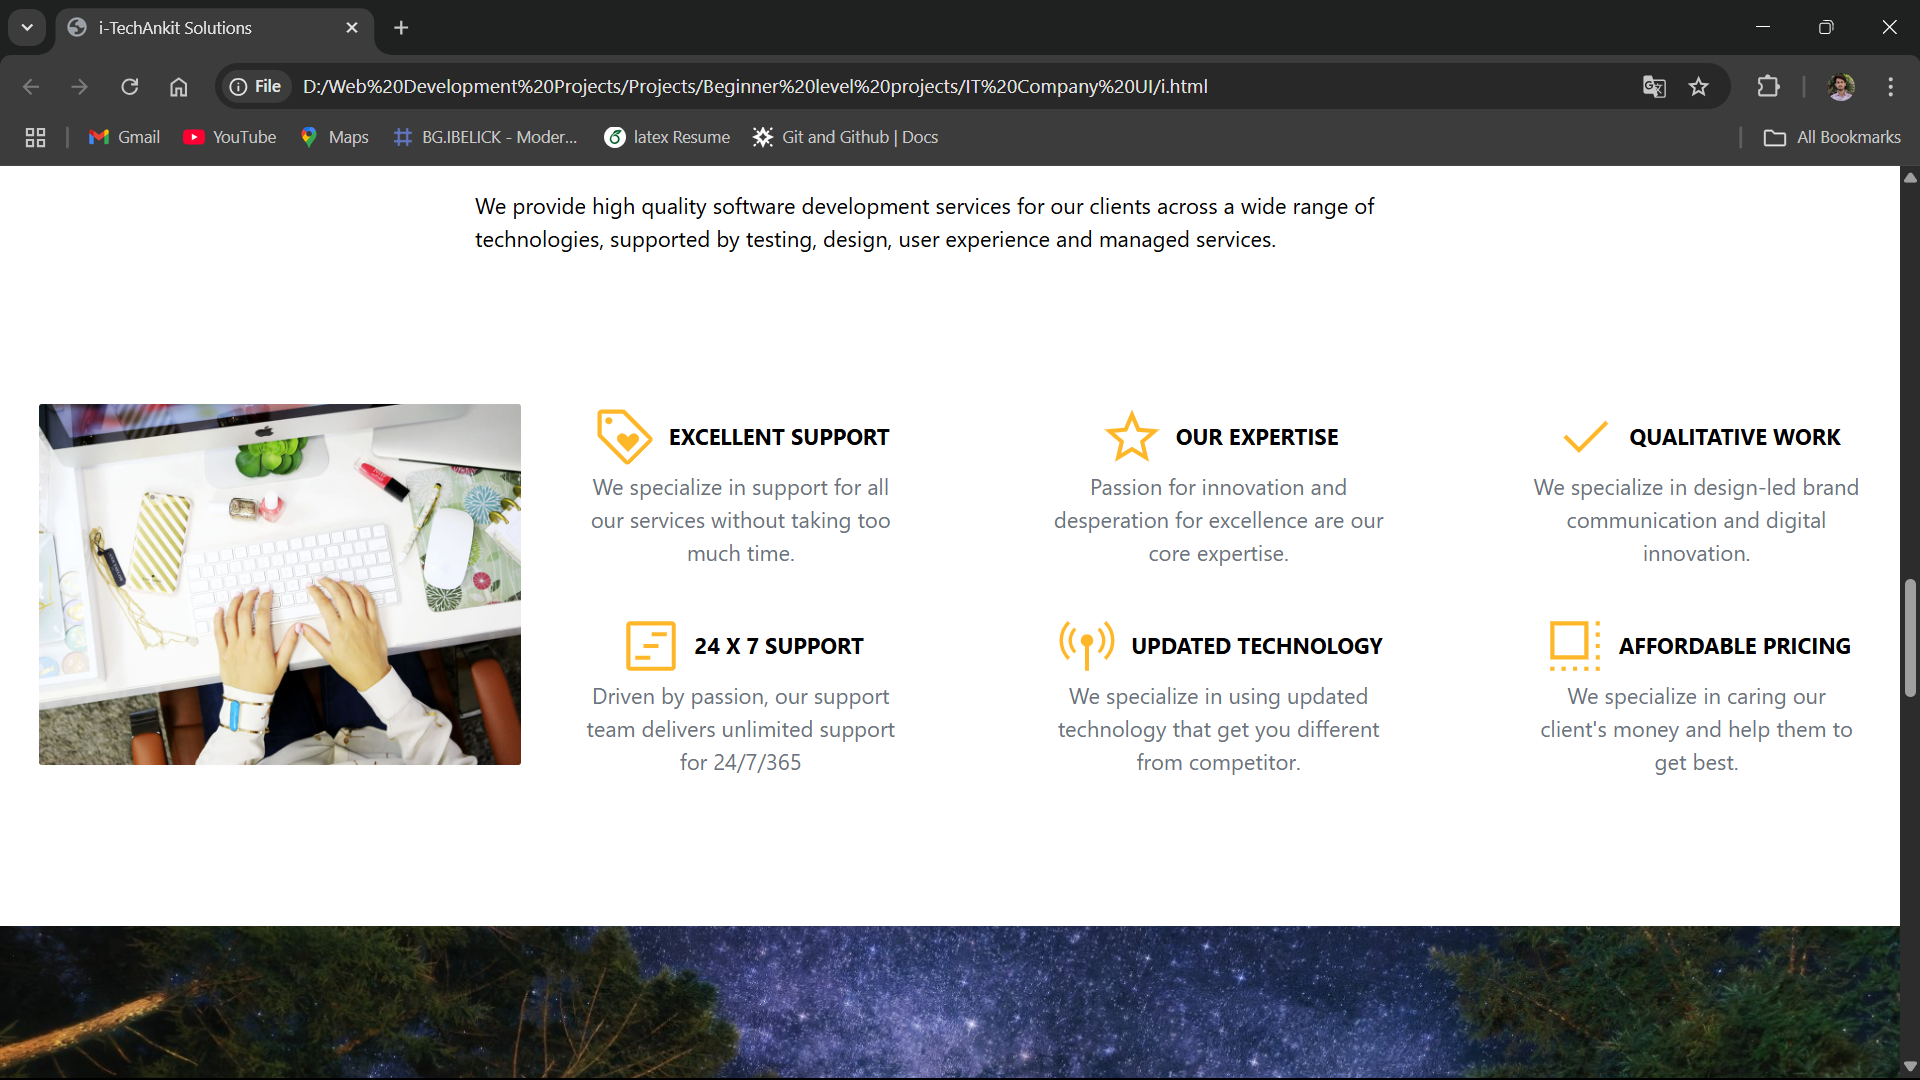 i-TechAnkit Solutions
File
D:/Web%20Development%20Projects/Projects/Beginner%20level%20projects/IT%20Company%20UI/i.html
Gmail
YouTube
Maps
BG.IBELICK - Moder...
latex Resume
Git and Github | Docs
All Bookmarks
We provide high quality software development services for our clients across a wide range of
technologies, supported by testing, design, user experience and managed services.
EXCELLENT SUPPORT
We specialize in support for all
our services without taking too
much time.
OUR EXPERTISE
Passion for innovation and
desperation for excellence are our
core expertise.
QUALITATIVE WORK
We specialize in design-led brand
communication and digital
innovation.
24 X 7 SUPPORT
Driven by passion, our support
team delivers unlimited support
for 24/7/365
UPDATED TECHNOLOGY
We specialize in using updated
technology that get you different
from competitor.
AFFORDABLE PRICING
We specialize in caring our
client's money and help them to
get best.